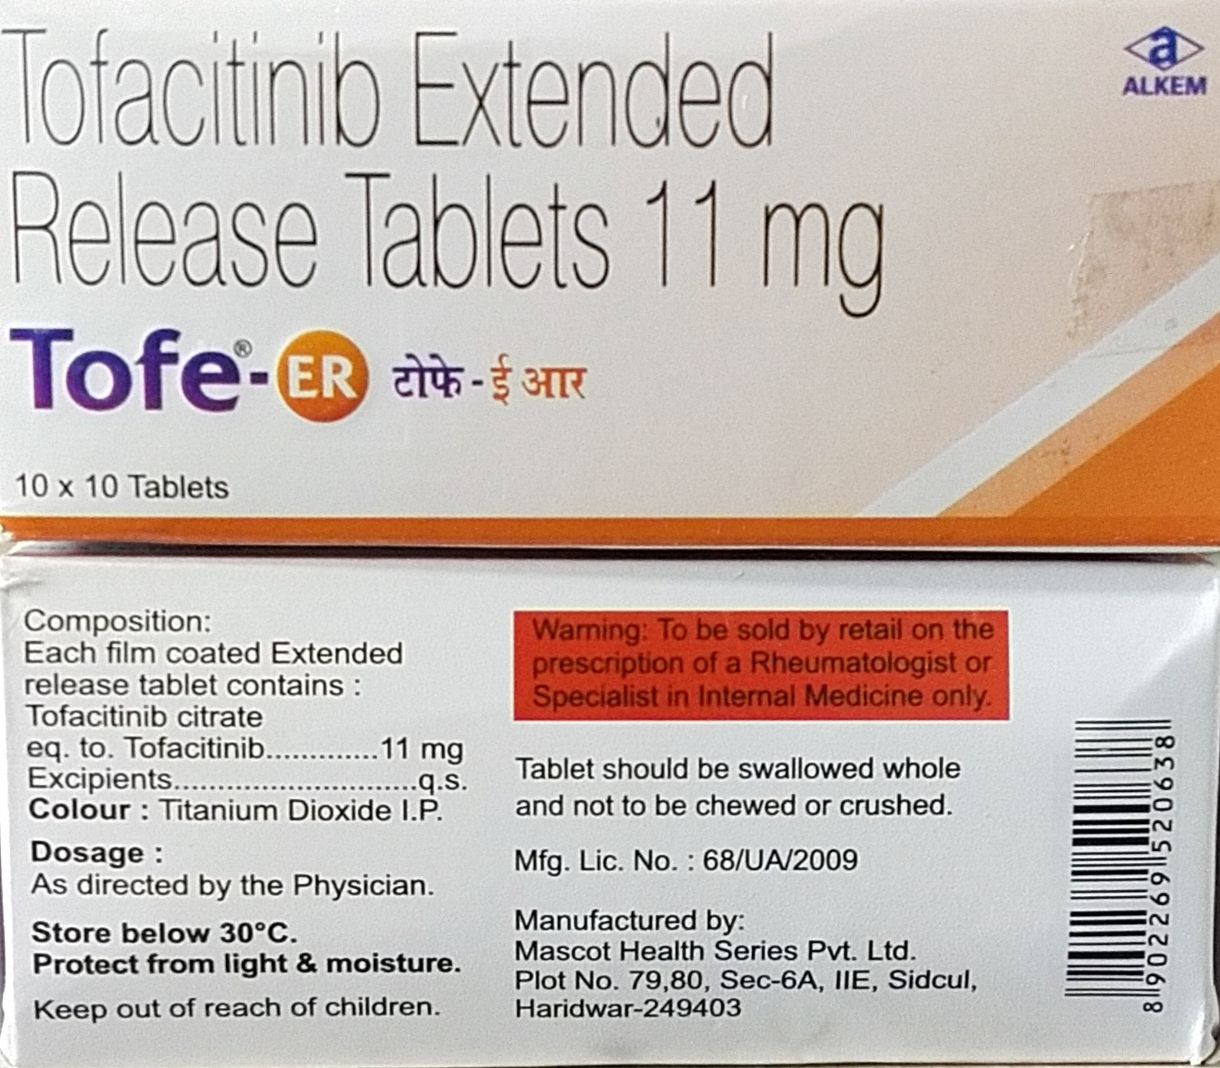 Tofacitinib Extended
Release Tablets 11 mg
a
ALKEM
Tofe®-ER टोफे - ई आर
10 x 10 Tablets
Composition:
Each film coated Extended
release tablet contains :
Tofacitinib citrate
eq. to. Tofacitinib.............11 mg
Excipients............................q.s.
Colour : Titanium Dioxide I.P.
Dosage :
As directed by the Physician.
Store below 30°C.
Protect from light & moisture.
Keep out of reach of children.
Warning: To be sold by retail on the
prescription of a Rheumatologist or
Specialist in Internal Medicine only.
Tablet should be swallowed whole
and not to be chewed or crushed.
Mfg. Lic. No. : 68/UA/2009
Manufactured by:
Mascot Health Series Pvt. Ltd.
Plot No. 79,80, Sec-6A, IIE, Sidcul,
Haridwar-249403
8 902269 520638